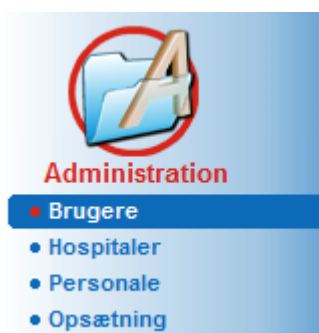 Administration
Brugere
Hospitaler
Personale
Opsætning